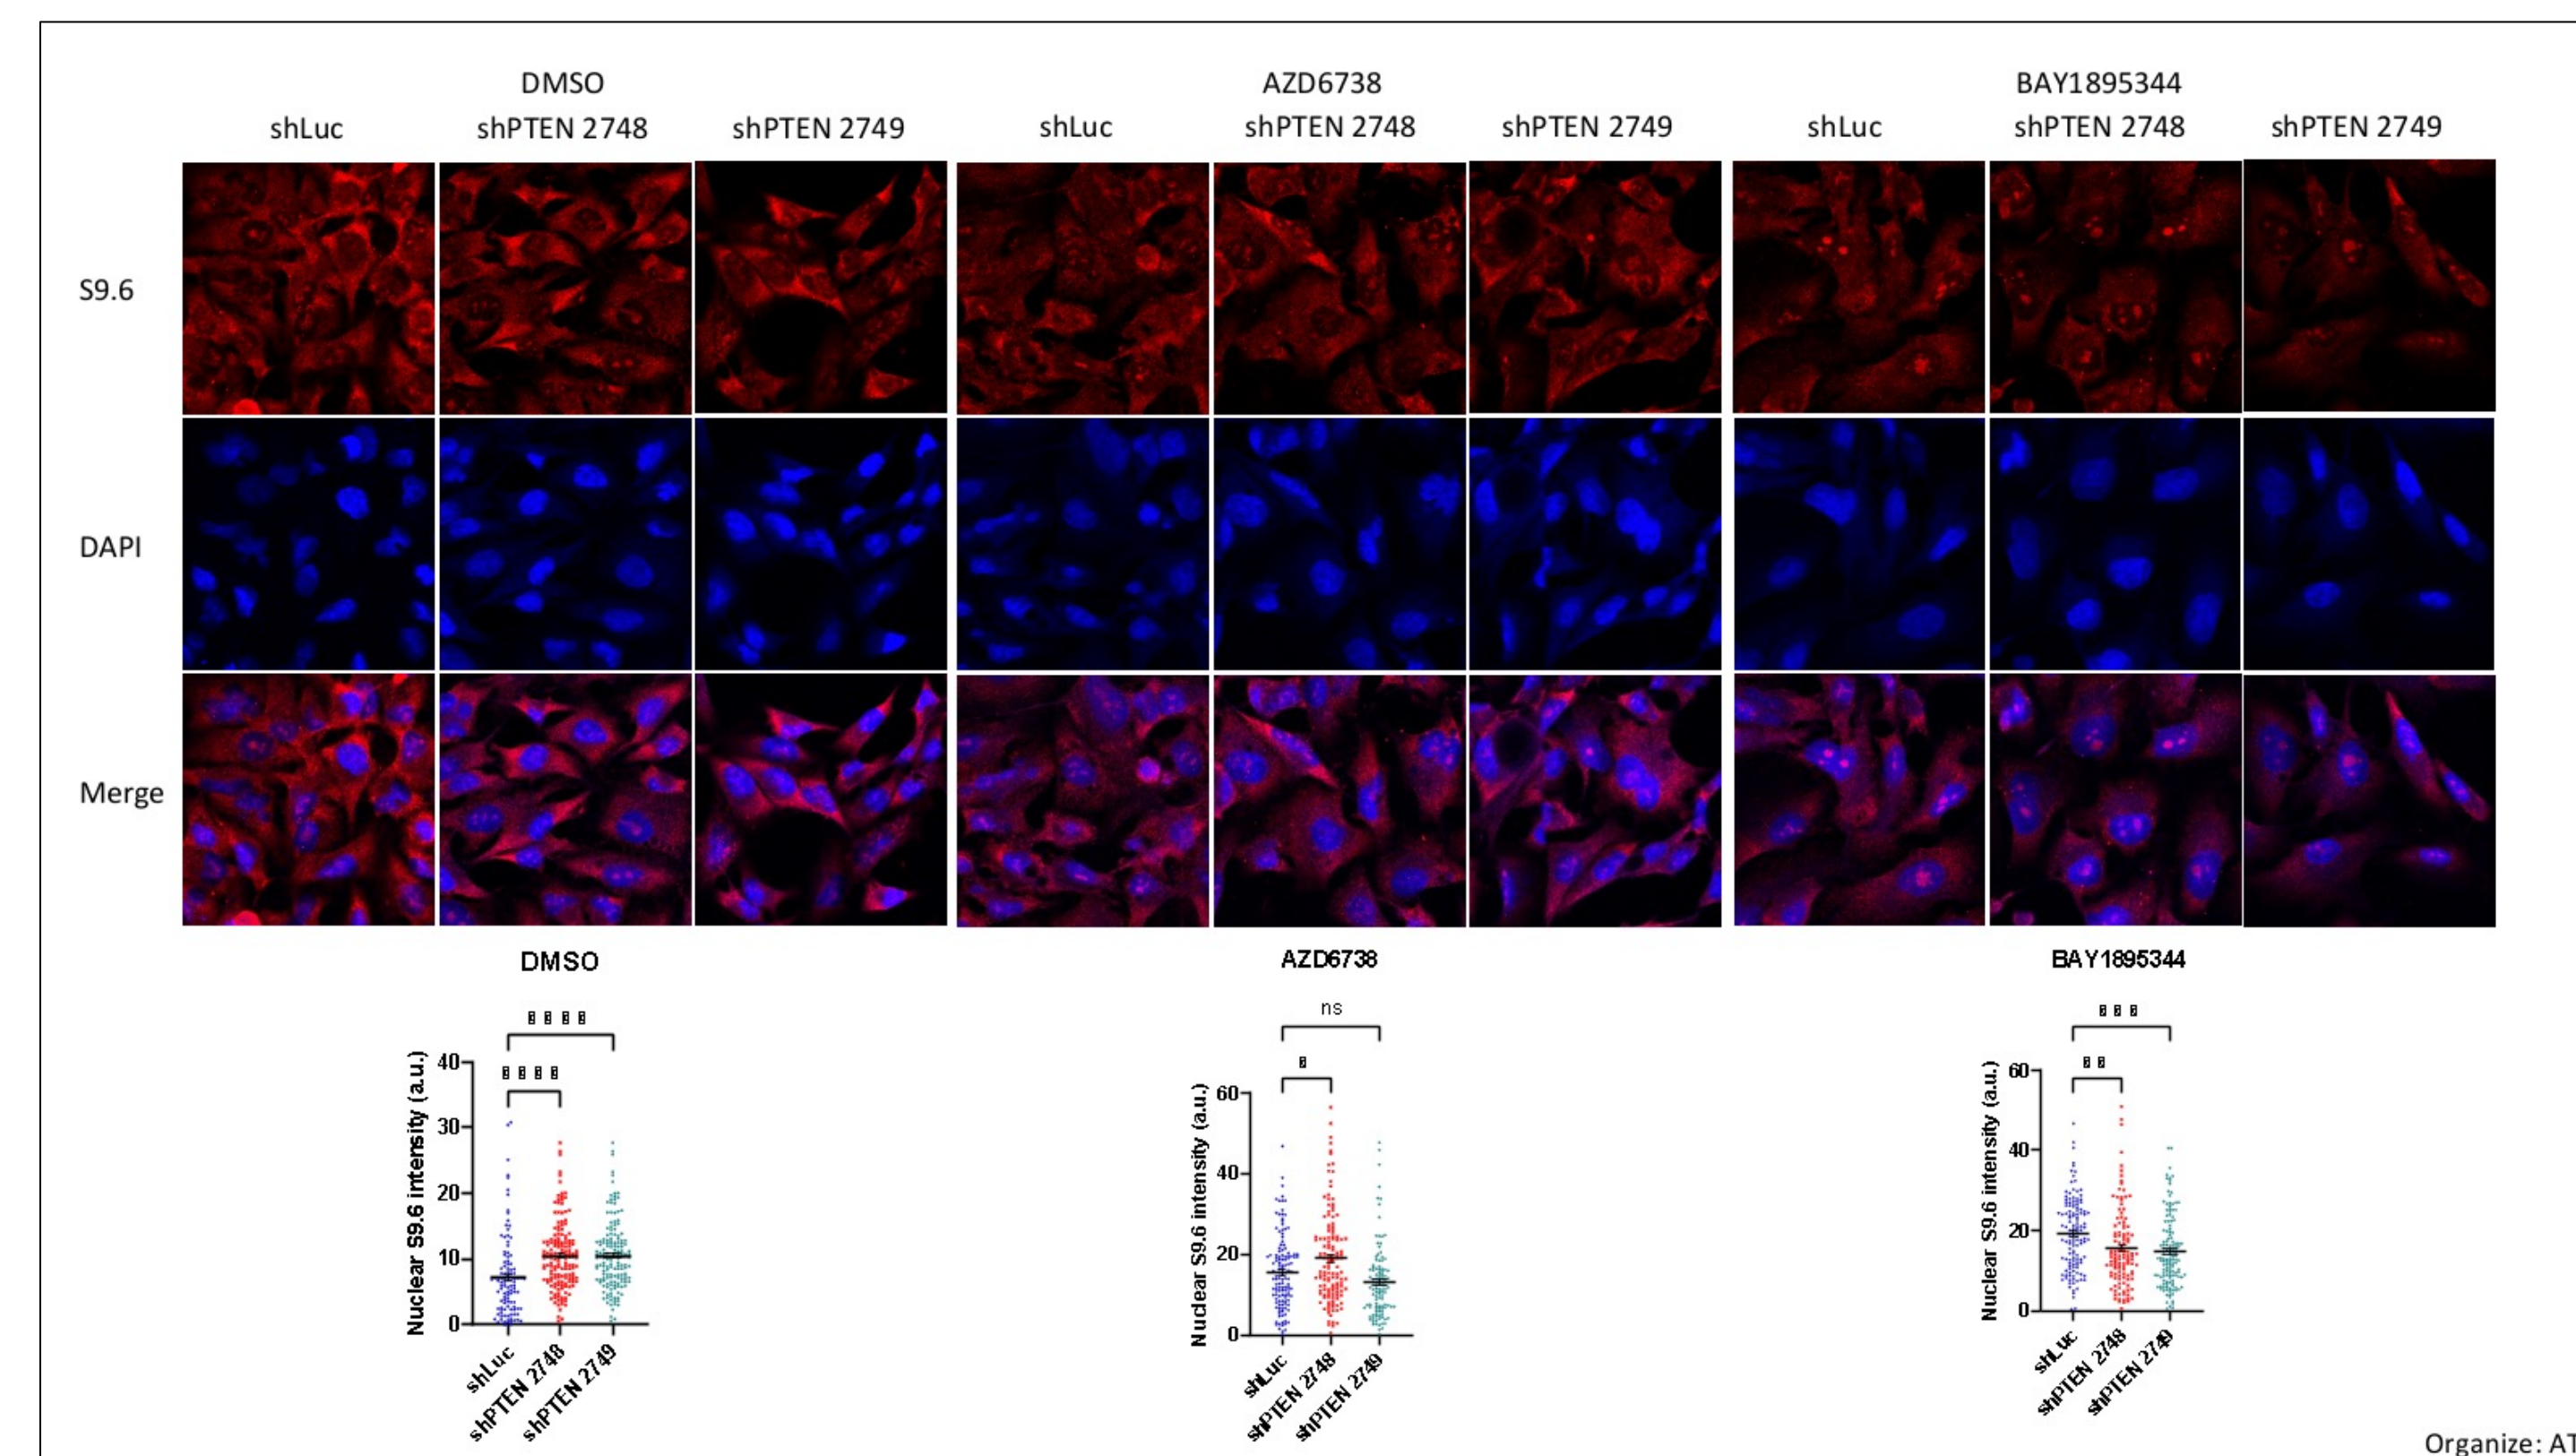 DMSO AZD6738 BAY1895344
shLuc shPTEN 2748 shPTEN 2749 shLuc shPTEN 2748 shPTEN 2749 shLuc shPTEN 2748 shPTEN 2749
S9.6
DAPI
Merge
DMSO
Nuclear S9.6 intensity (a.u.)
40
30
20
10
0
shLuc
shPTEN 2748
shPTEN 2749
AZD6738
ns
Nuclear S9.6 intensity (a.u.)
60
40
20
0
shLuc
shPTEN 2748
shPTEN 2749
BAY1895344
Nuclear S9.6 intensity (a.u.)
60
40
20
0
shLuc
shPTEN 2748
shPTEN 2749
Organize: AT